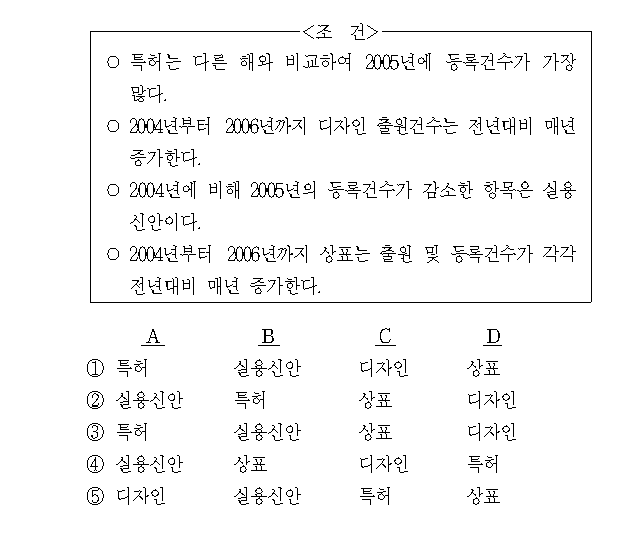 <조 건>
○ 특허는 다른 해와 비교하여 2005년에 등록건수가 가장
많다.
○ 2004년부터 2006년까지 디자인 출원건수는 전년대비 매년
증가한다.
○ 2004년에 비해 2005년의 등록건수가 감소한 항목은 실용
신안이다.
○ 2004년부터 2006년까지 상표는 출원 및 등록건수가 각각
전년대비 매년 증가한다.
A B C D
① 특허 실용신안 디자인 상표
② 실용신안 특허 상표 디자인
③ 특허 실용신안 상표 디자인
④ 실용신안 상표 디자인 특허
⑤ 디자인 실용신안 특허 상표